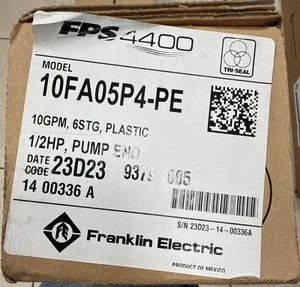 FPS 4400
TRI-SEAL
MODEL
10FA05P4-PE
10GPM, 6STG, PLASTIC
1/2HP, PUMP END
DATE CODE 23D23
14 00336 A
S/N 23D23-14-00336A
Franklin Electric
PRODUCT OF MEXICO